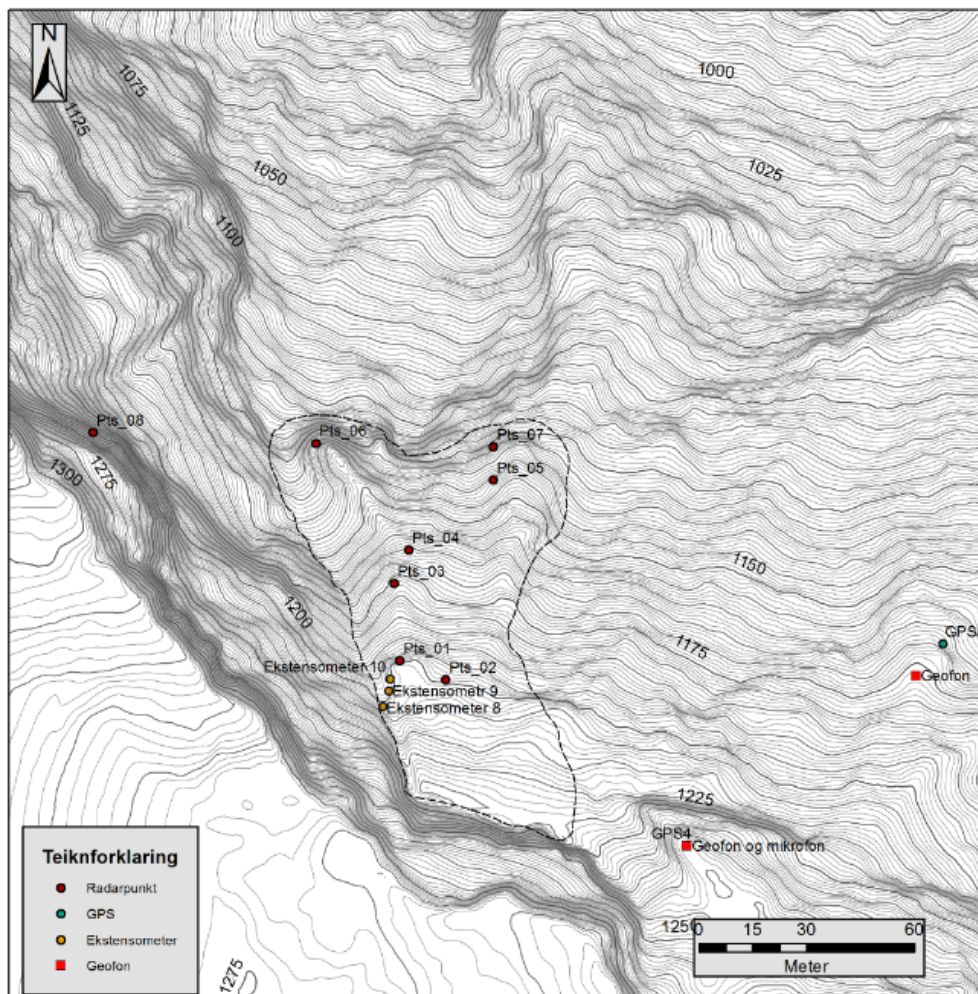 N
1075
1125
1000
1050
1025
1100
Pts_08
Pts_06
Pts_07
1300
1275
Pts_05
Pts_04
1150
Pts_03
1200
1175
GPS
Pts_01
Ekstensometer 10
Pts_02
Geofon
Ekstensometr 9
Ekstensometer 8
1225
GPS4
Geofon og mikrofon
Teiknforklaring
Radarpunkt
GPS
Ekstensometer
Geofon
1250
0 15 30 60
Meter
1275